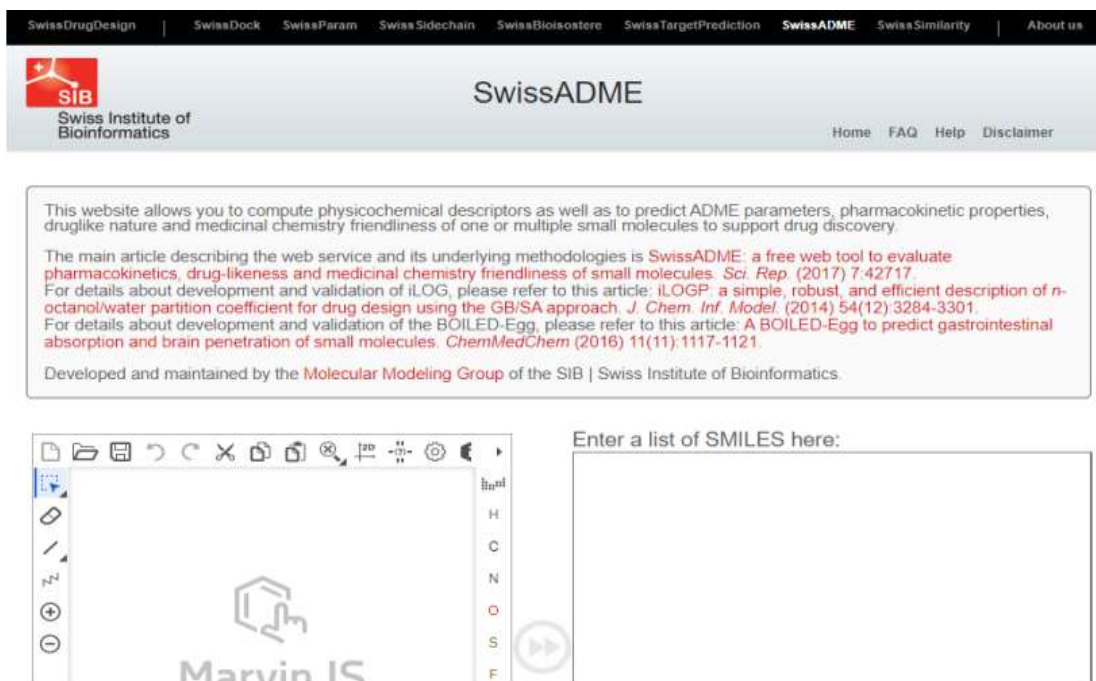 SwissDrugDesign | SwissDock SwissParam SwissSidechain SwissBioisostere SwissTargetPrediction SwissADME SwissSimilarity | About us
SIB
Swiss Institute of
Bioinformatics
SwissADME
Home FAQ Help Disclaimer
This website allows you to compute physicochemical descriptors as well as to predict ADME parameters, pharmacokinetic properties,
druglike nature and medicinal chemistry friendliness of one or multiple small molecules to support drug discovery.
The main article describing the web service and its underlying methodologies is SwissADME: a free web tool to evaluate
pharmacokinetics, drug-likeness and medicinal chemistry friendliness of small molecules. Sci. Rep. (2017) 7:42717.
For details about development and validation of iLOG, please refer to this article: iLOGP: a simple, robust, and efficient description of n-
octanol/water partition coefficient for drug design using the GB/SA approach. J. Chem. Inf. Model. (2014) 54(12):3284-3301.
For details about development and validation of the BOILED-Egg, please refer to this article: A BOILED-Egg to predict gastrointestinal
absorption and brain penetration of small molecules. ChemMedChem (2016) 11(11):1117-1121.
Developed and maintained by the Molecular Modeling Group of the SIB | Swiss Institute of Bioinformatics.
Enter a list of SMILES here:
2D
H
C
N
O
S
F
Marvin JS